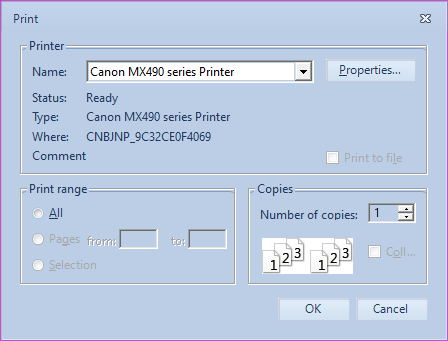 Print
Printer
Name: Canon MX490 series Printer Properties...
Status: Ready
Type: Canon MX490 series Printer
Where: CNBJNP_9C32CE0F4069
Comment
Print to file
Print range
All
Pages from: to:
Selection
Copies
Number of copies: 1
1 2 3 1 2 3
Coll...
OK Cancel